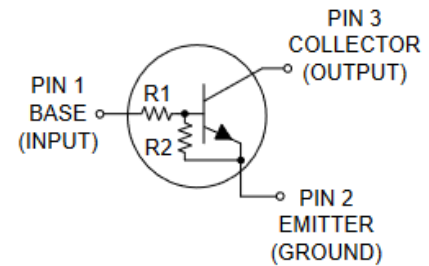 PIN 3
COLLECTOR
(OUTPUT)
PIN 1
BASE
(INPUT)
R1
R2
PIN 2
EMITTER
(GROUND)